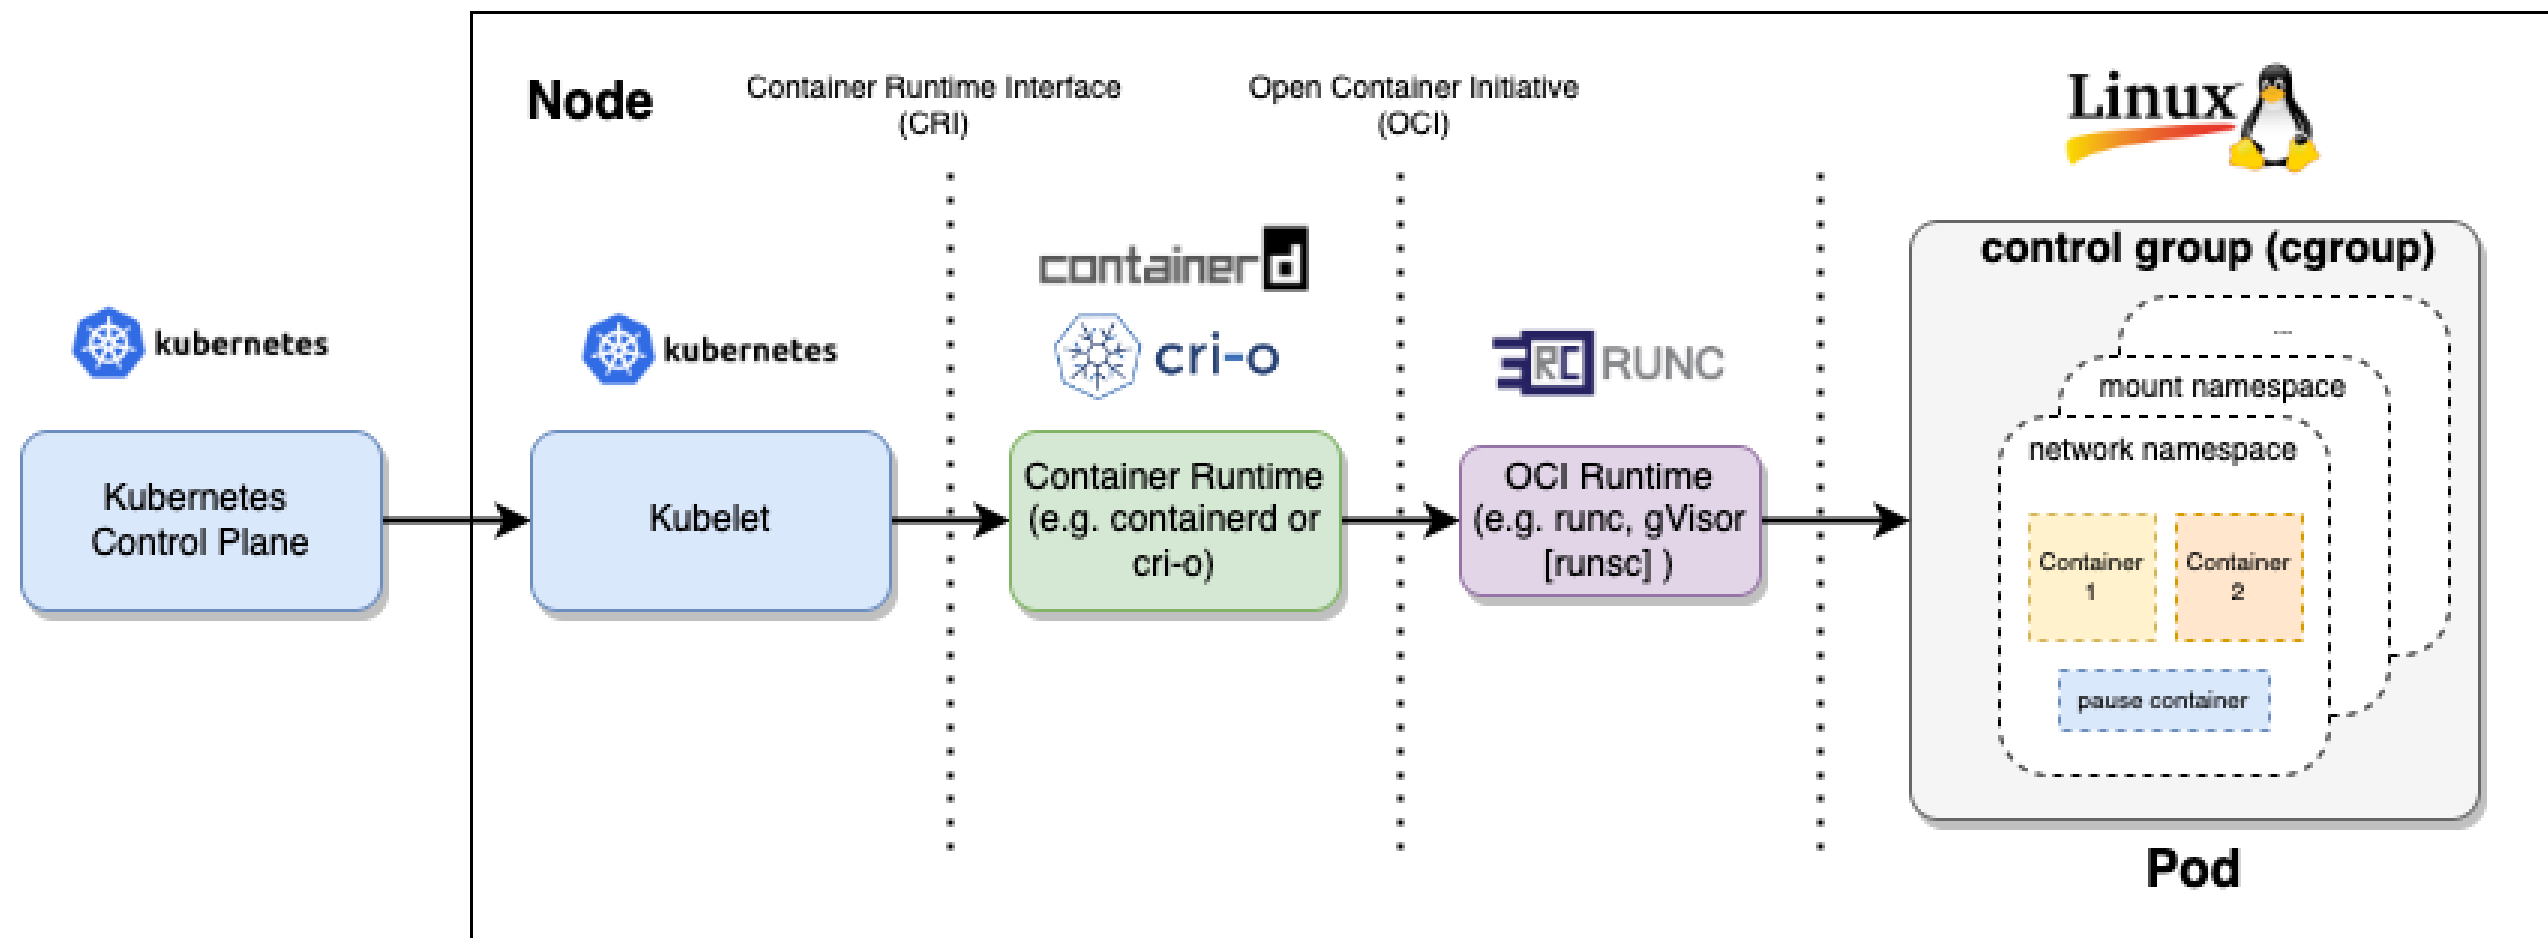 Node
Container Runtime Interface
(CRI)
Open Container Initiative
(OCI)
Linux
kubernetes
Kubernetes
Control Plane
kubernetes
Kubelet
containerd
cri-o
Container Runtime
(e.g. containerd or
cri-o)
RC RUNC
OCI Runtime
(e.g. runc, gVisor
[runsc] )
control group (cgroup)
...
mount namespace
network namespace
Container
1
Container
2
pause container
Pod